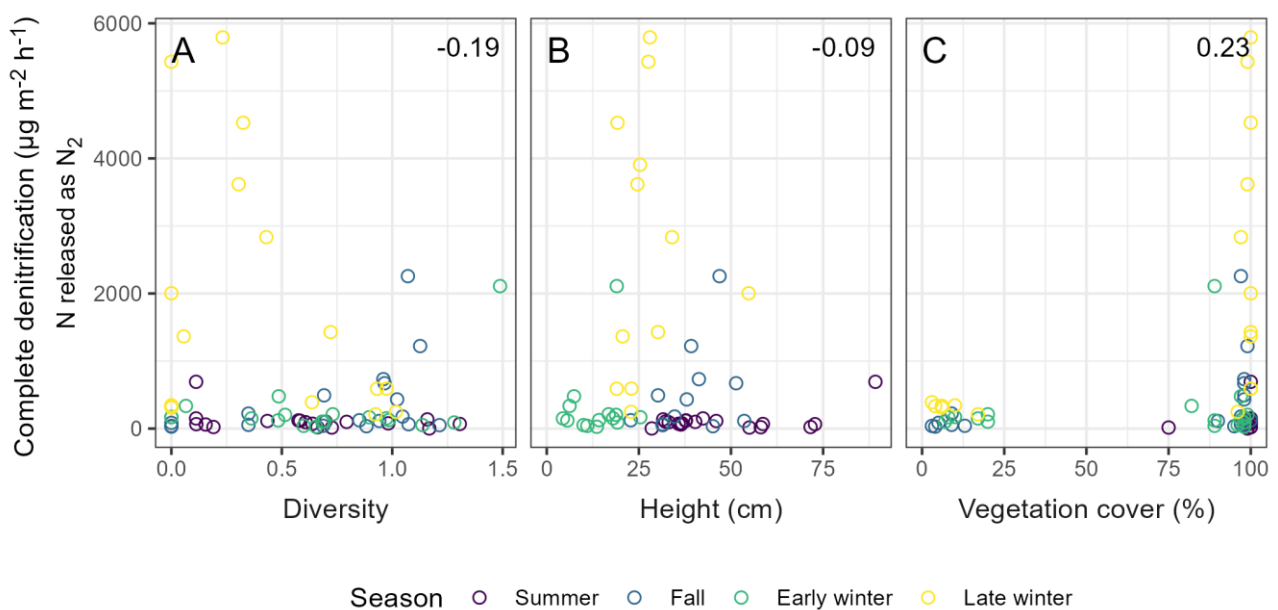 Complete denitrification (µg m⁻² h⁻¹)
N released as N₂
6000
4000
2000
0
A
-0.19
B
-0.09
C
0.23
0.0 0.5 1.0 1.5
0 25 50 75
0 25 50 75 100
Diversity
Height (cm)
Vegetation cover (%)
Season Summer Fall Early winter Late winter